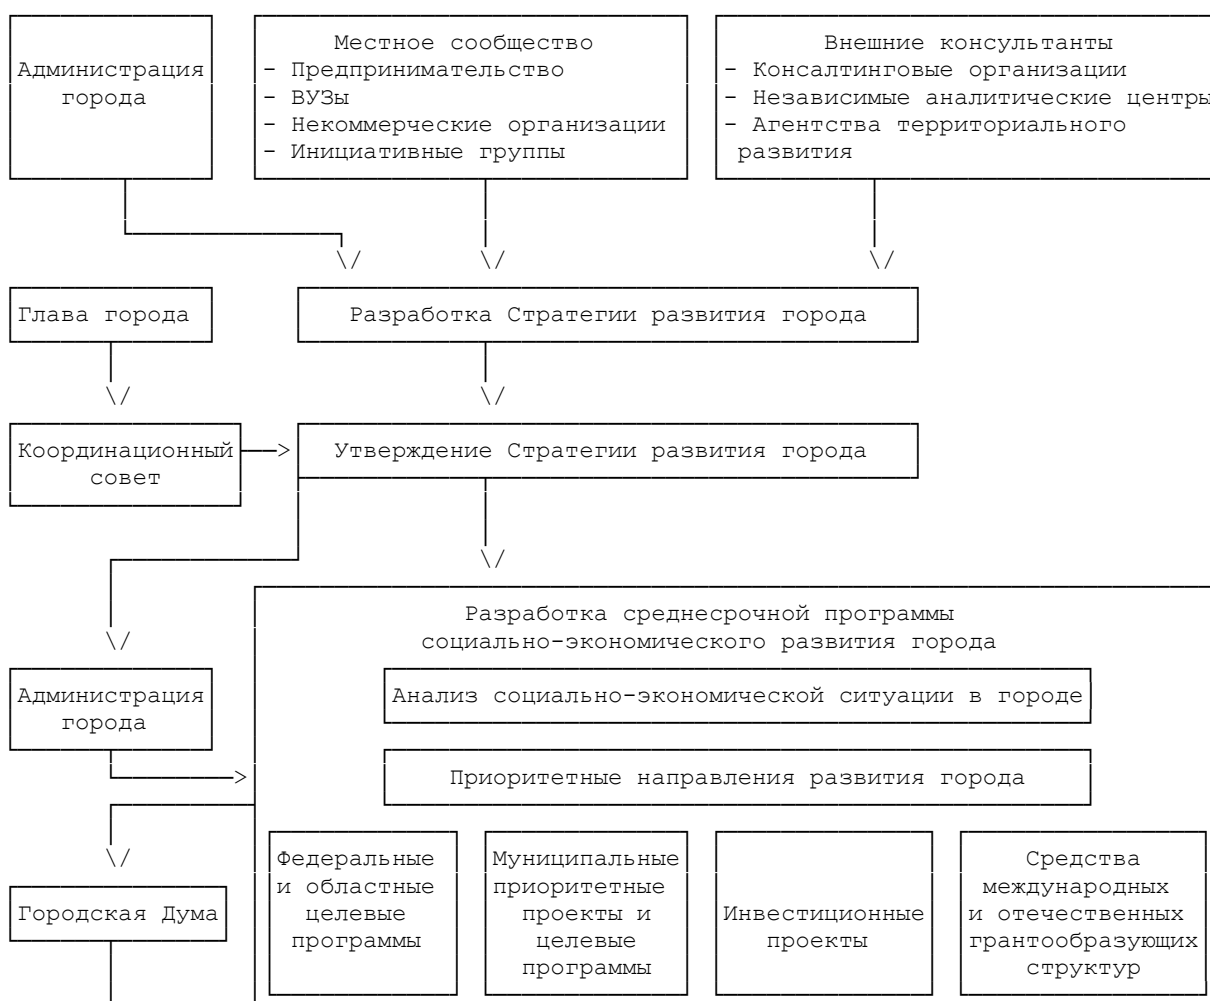 Администрация
города
Местное сообщество
- Предпринимательство
- ВУЗы
- Некоммерческие организации
- Инициативные группы
Внешние консультанты
- Консалтинговые организации
- Независимые аналитические центры
- Агентства территориального
развития
Глава города
Разработка Стратегии развития города
Координационный
совет
Утверждение Стратегии развития города
Разработка среднесрочной программы
социально-экономического развития города
Администрация
города
Анализ социально-экономической ситуации в городе
Приоритетные направления развития города
Городская Дума
Федеральные
и областные
целевые
программы
Муниципальные
приоритетные
проекты и
целевые
программы
Инвестиционные
проекты
Средства
международных
и отечественных
грантообразующих
структур